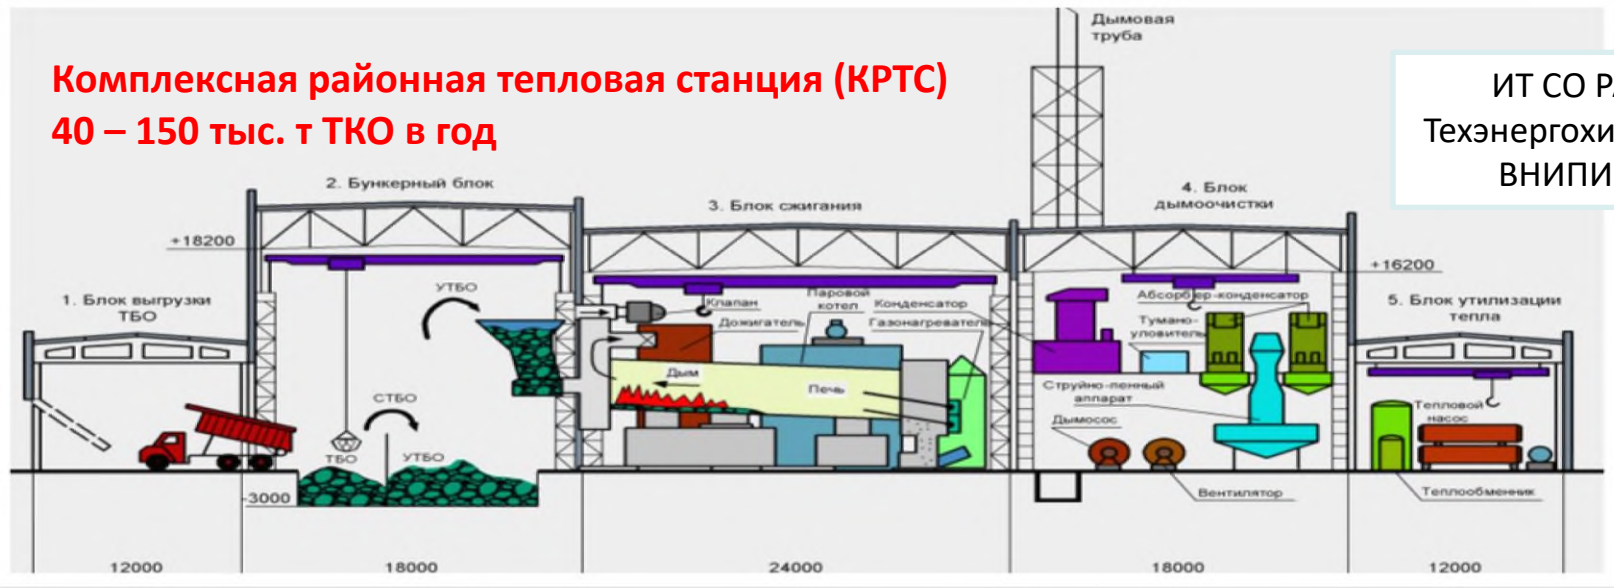 Комплексная районная тепловая станция (КРТС)
40 – 150 тыс. т ТКО в год
Дымовая
труба
ИТ СО
Техэнергохи
ВНИПИ
2. Бункерный блок
3. Блок сжигания
4. Блок
дымоочистки
+18200
+16200
1. Блок выгрузки
ТБО
УТБО
Клапан
Дожигатель
Паровой
котел
Конденсатор
Газонагреватель
Абсорбер-конденсатор
Тумано-
уловитель
5. Блок утилизации
тепла
Дым
Печь
Струйно-пенный
аппарат
Дымосос
СТБО
ТБО
УТБО
Тепловой
насос
-3000
Вентилятор
Теплообменник
12000
18000
24000
18000
12000